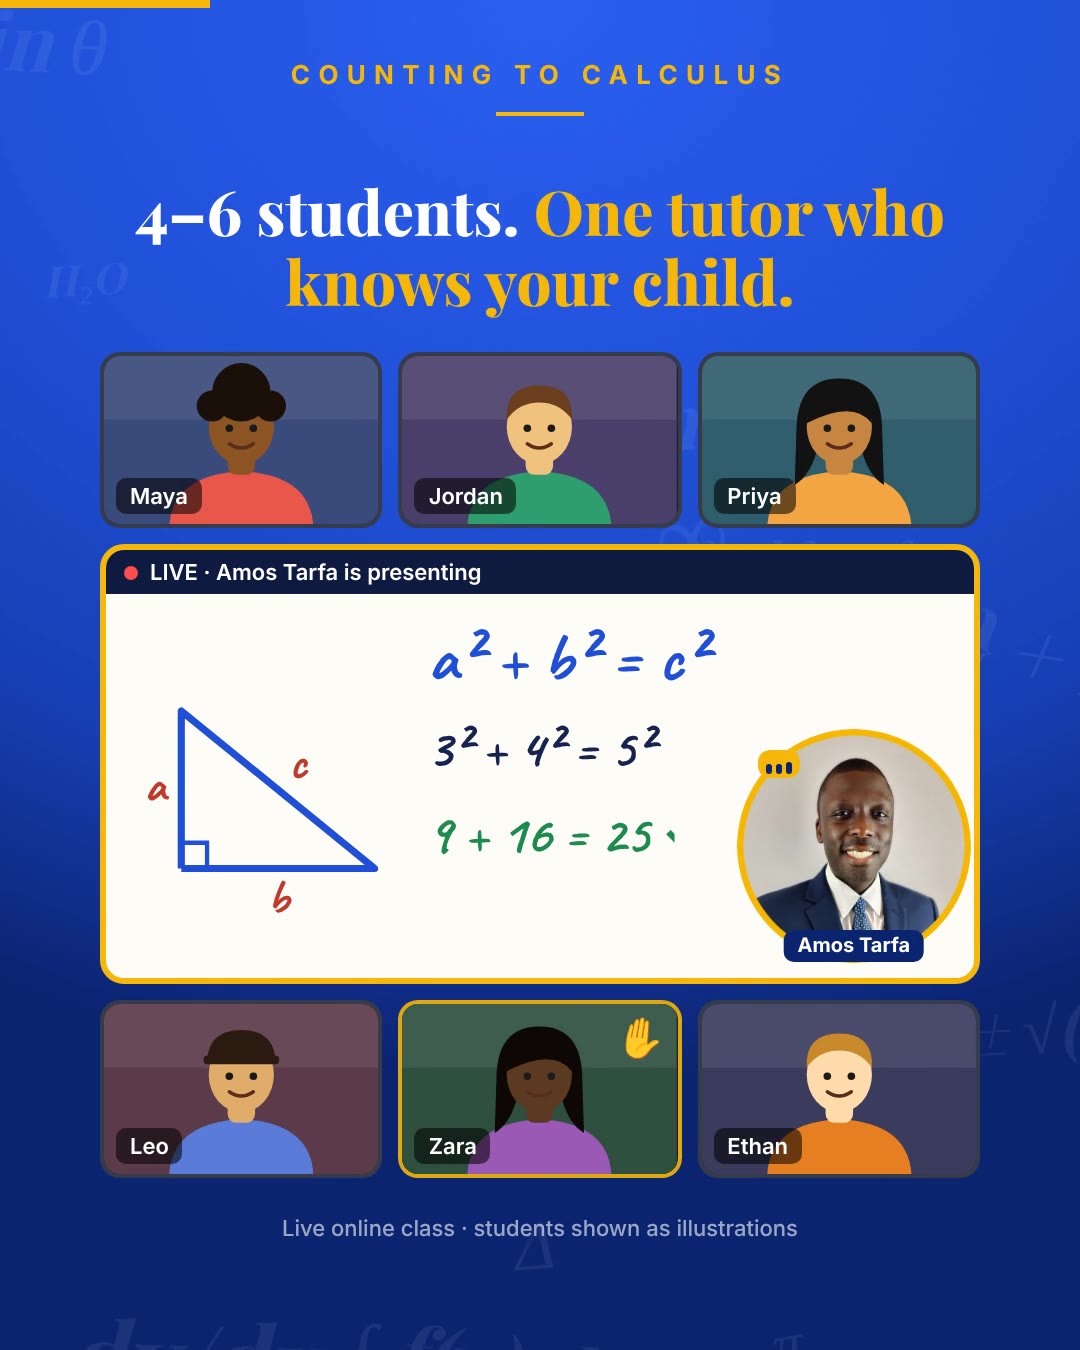 in θ
COUNTING TO CALCULUS
4–6 students. One tutor who
knows your child.
H₂O
Maya
Jordan
Priya
∞
LIVE · Amos Tarfa is presenting
a² + b² = c²
3² + 4² = 5²
9 + 16 = 25
a
c
b
Amos Tarfa
± √(
Leo
Zara
Ethan
Live online class · students shown as illustrations
Δ
π